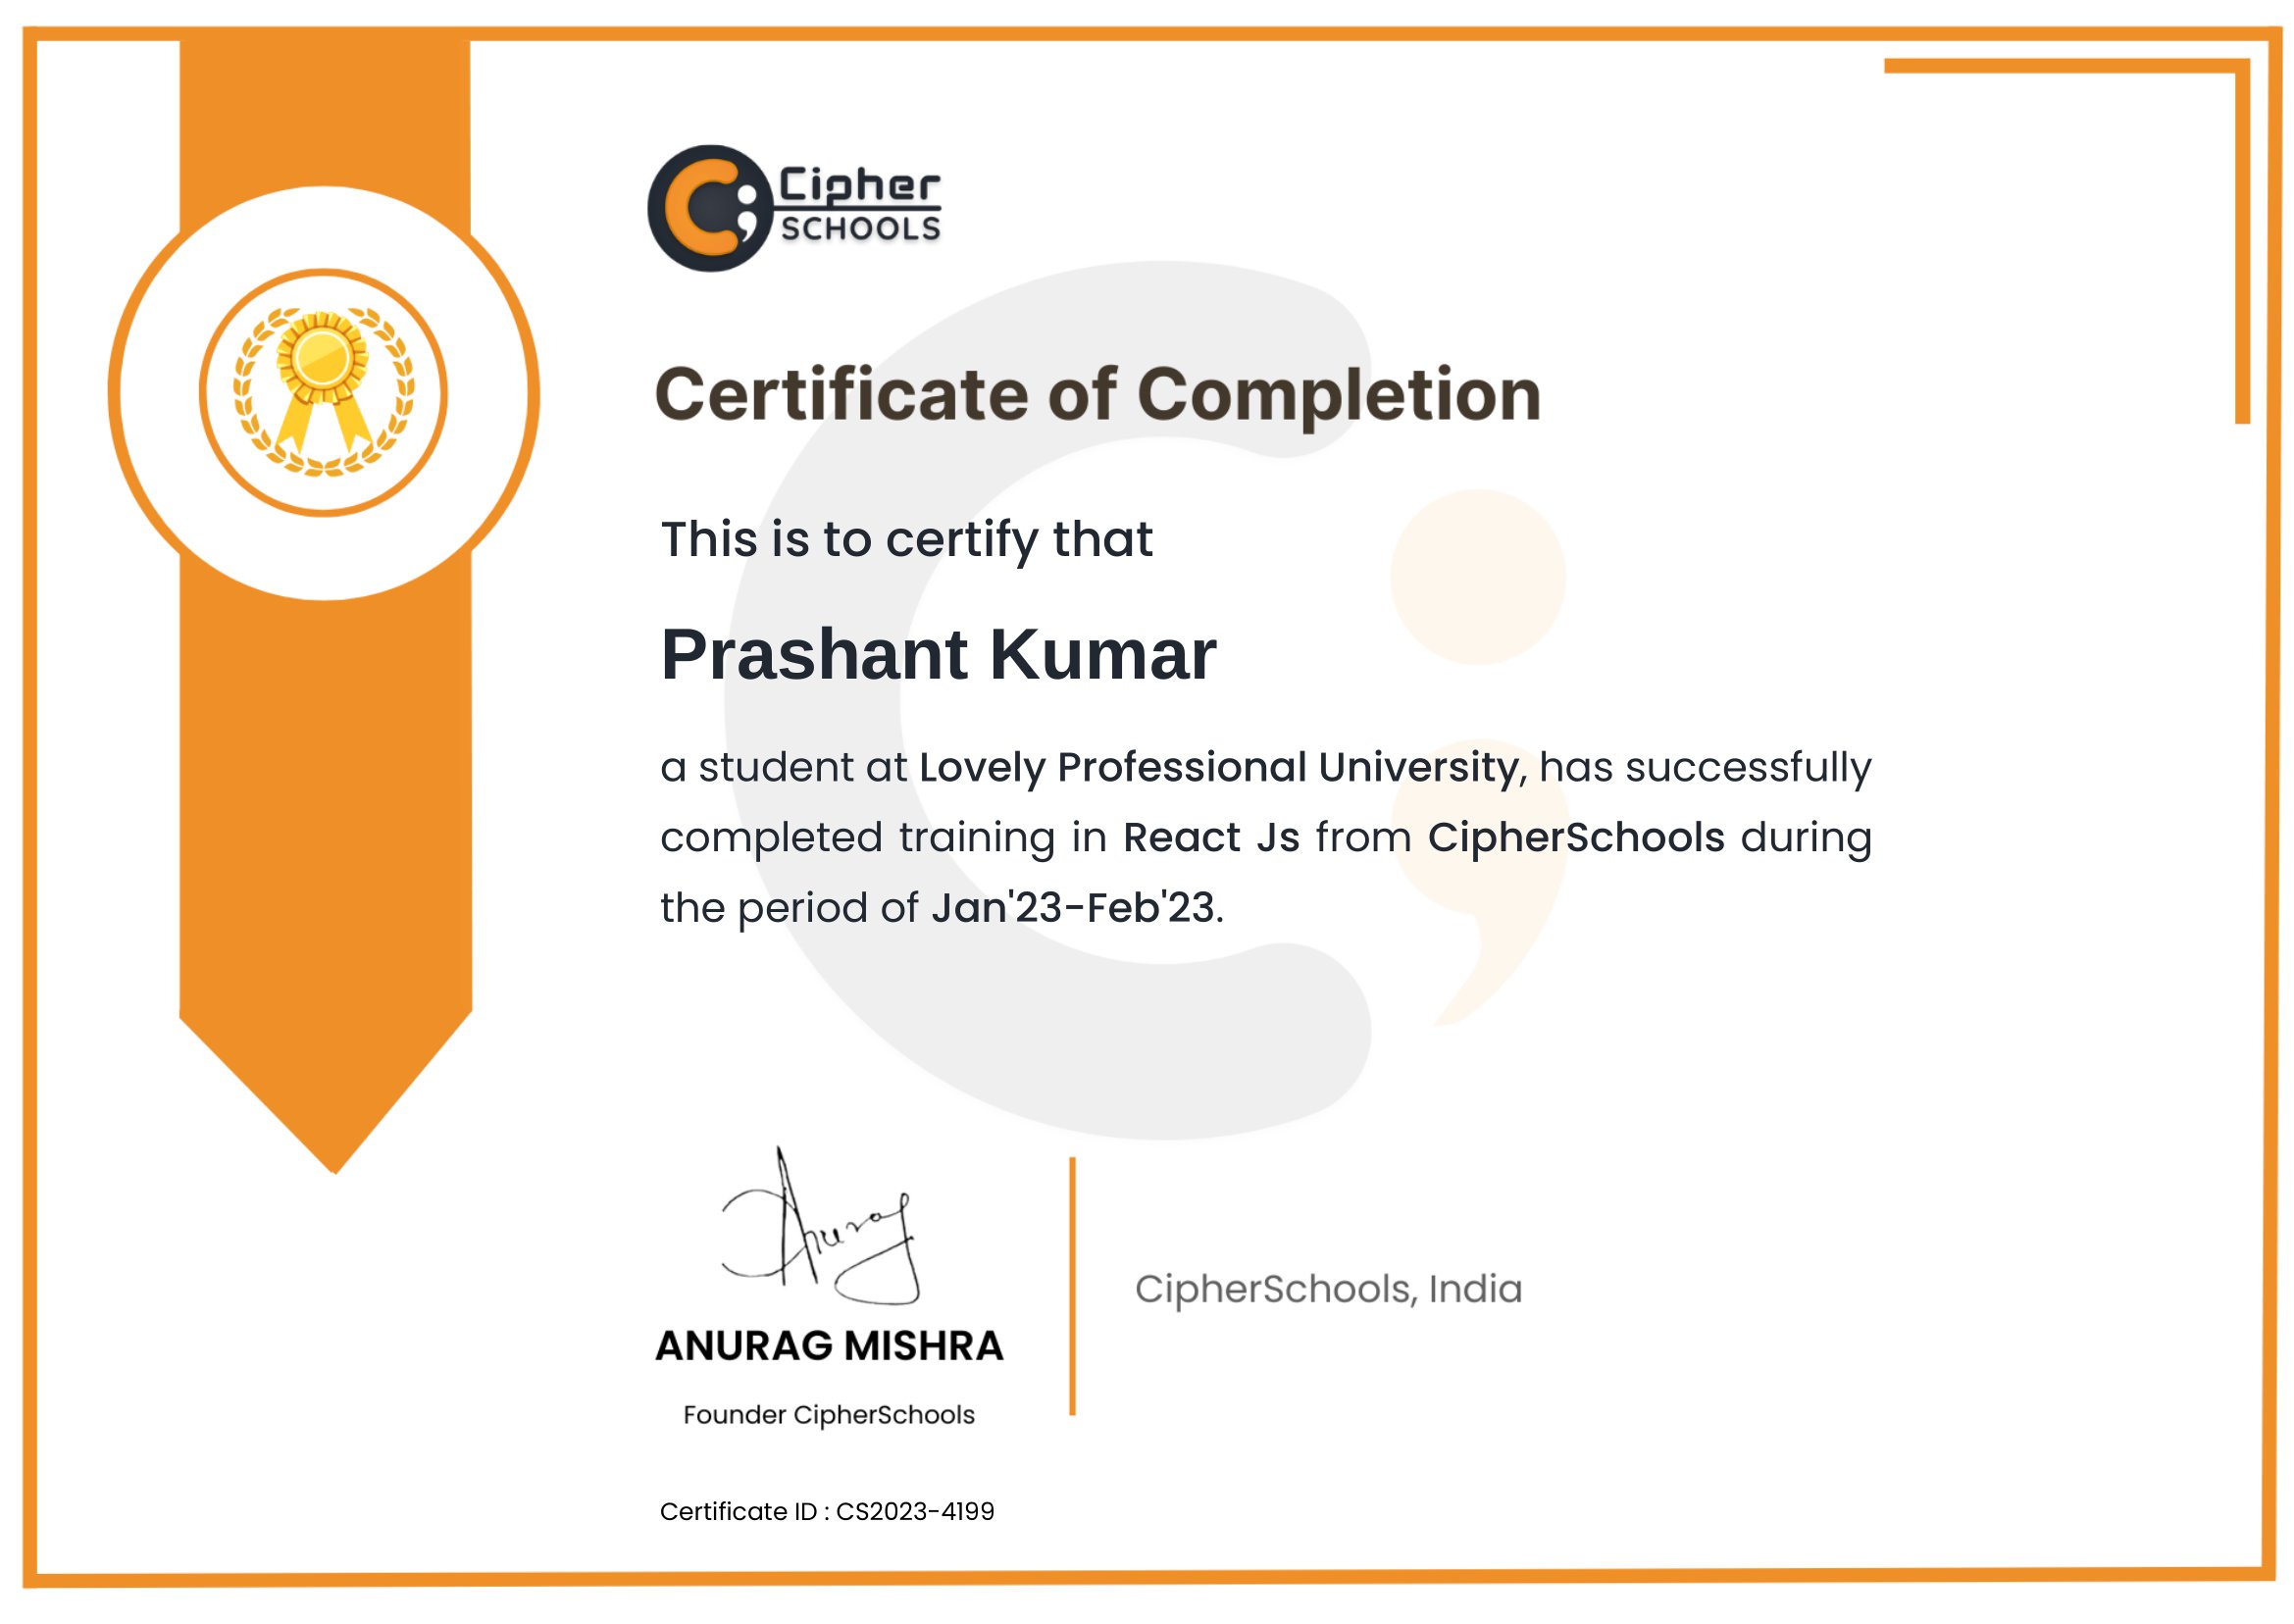 Cipher
SCHOOLS
Certificate of Completion
This is to certify that
Prashant Kumar
a student at Lovely Professional University, has successfully
completed training in React Js from CipherSchools during
the period of Jan'23-Feb'23.
Anurag
ANURAG MISHRA
Founder CipherSchools
CipherSchools, India
Certificate ID : CS2023-4199